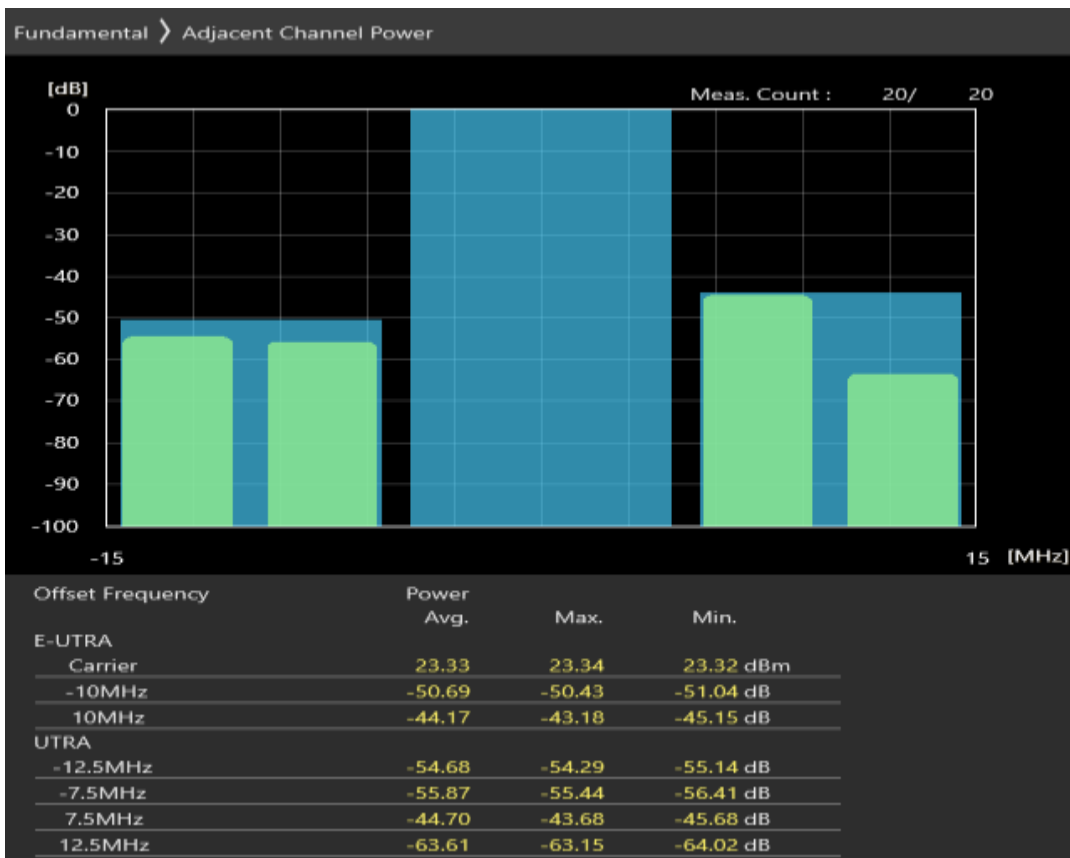 Fundamental 〉 Adjacent Channel Power
[dB]
Meas. Count : 20/ 20
0
-10
-20
-30
-40
-50
-60
-70
-80
-90
-100
-15 15 [MHz]
Offset Frequency Power
Avg. Max. Min.
E-UTRA
Carrier 23.33 23.34 23.32 dBm
-10MHz -50.69 -50.43 -51.04 dB
10MHz -44.17 -43.18 -45.15 dB
UTRA
-12.5MHz -54.68 -54.29 -55.14 dB
-7.5MHz -55.87 -55.44 -56.41 dB
7.5MHz -44.70 -43.68 -45.68 dB
12.5MHz -63.61 -63.15 -64.02 dB